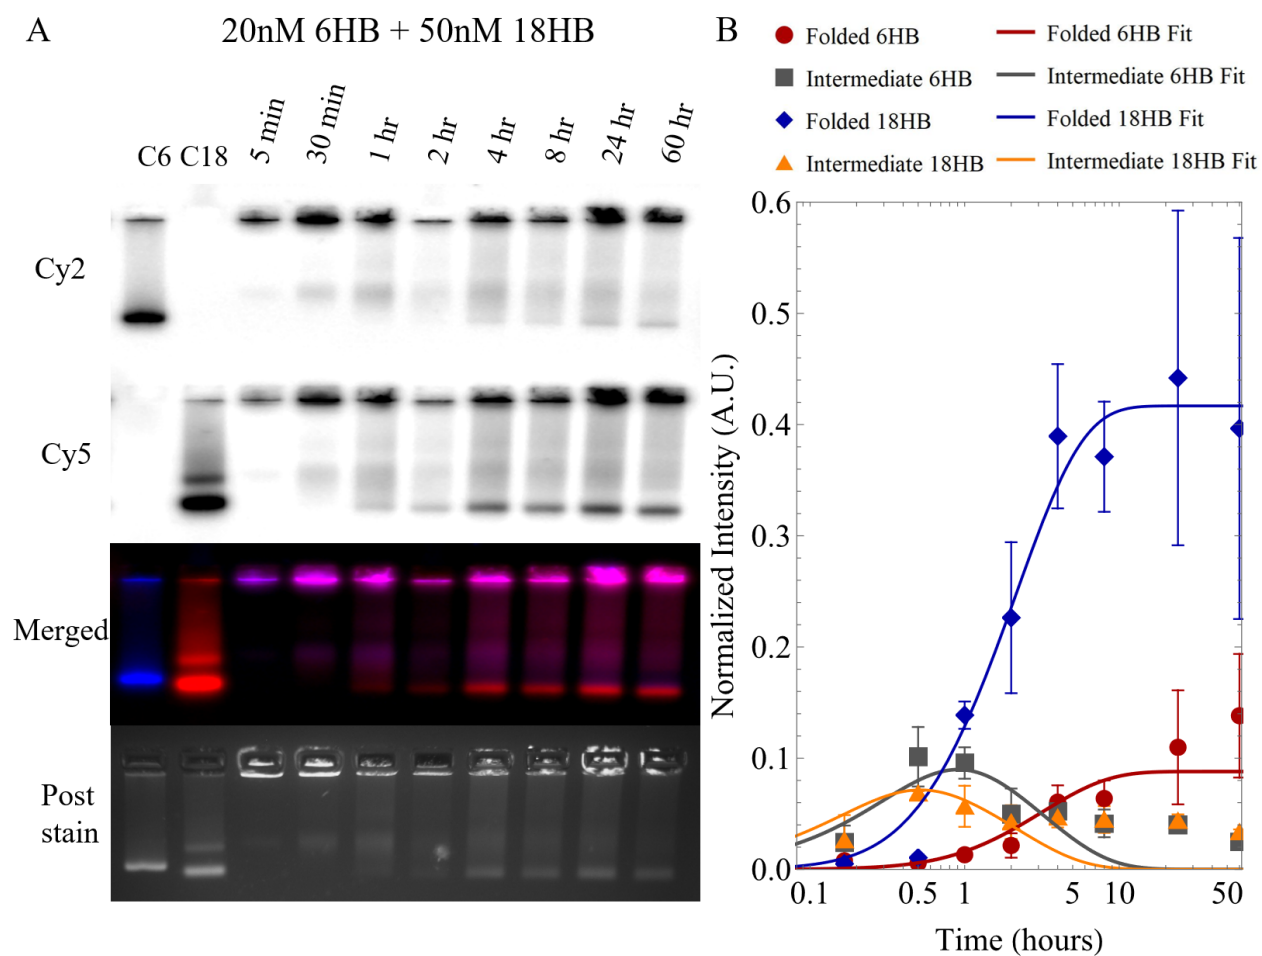 A
20nM 6HB + 50nM 18HB
C6 C18 5 min 30 min 1 hr 2 hr 4 hr 8 hr 24 hr 60 hr
Cy2
Cy5
Merged
Post
stain
B
Folded 6HB
Folded 6HB Fit
Intermediate 6HB
Intermediate 6HB Fit
Folded 18HB
Folded 18HB Fit
Intermediate 18HB
Intermediate 18HB Fit
Normalized Intensity (A.U.)
0.6
0.5
0.4
0.3
0.2
0.1
0.0
0.1 0.5 1 5 10 50
Time (hours)